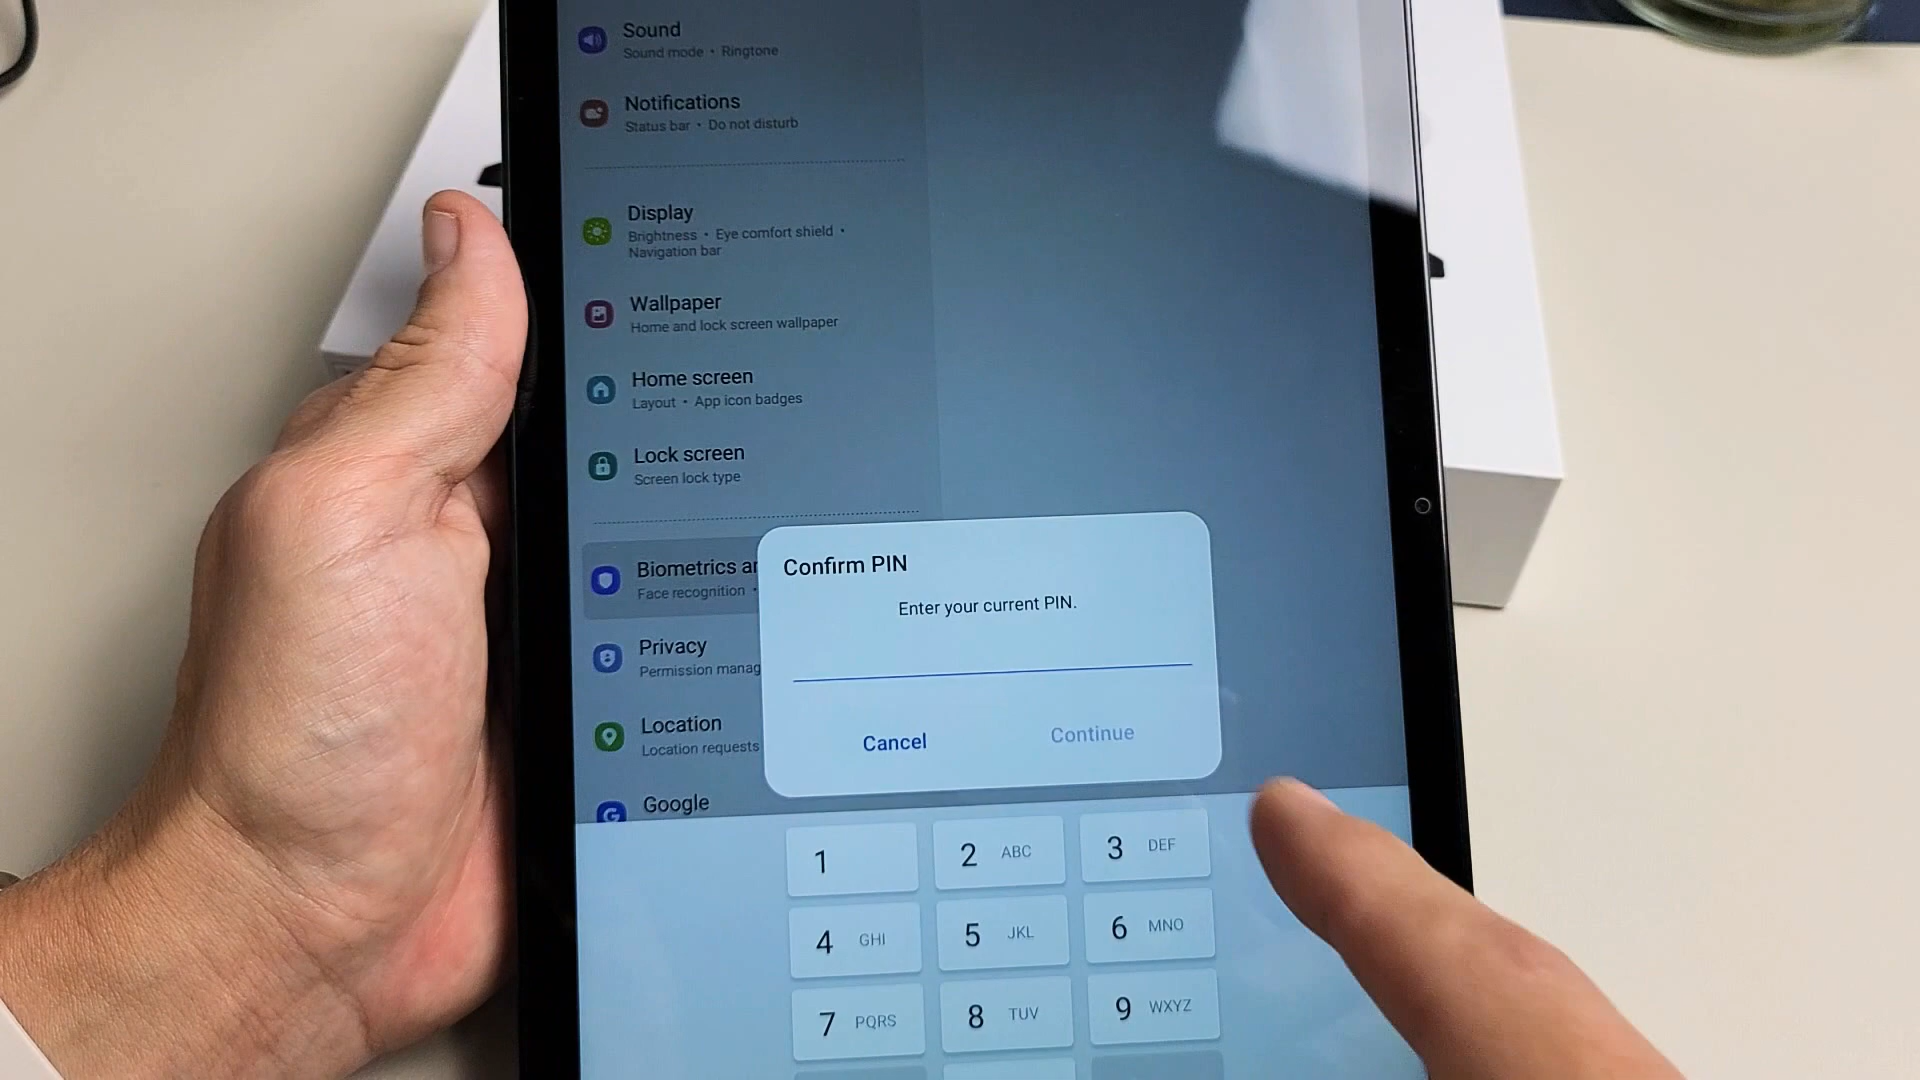 Sound
Sound mode • Ringtone
Notifications
Status bar • Do not disturb
Display
Brightness • Eye comfort shield •
Navigation bar
Wallpaper
Home and lock screen wallpaper
Home screen
Layout • App icon badges
Lock screen
Screen lock type
Biometrics
Face recognition •
Privacy
Permission
Location
Location requests
Google
Confirm PIN
Enter your current PIN.
Cancel
Continue
1
2 ABC
3 DEF
4 GHI
5 JKL
6 MNO
7 PQRS
8 TUV
9 WXYZ